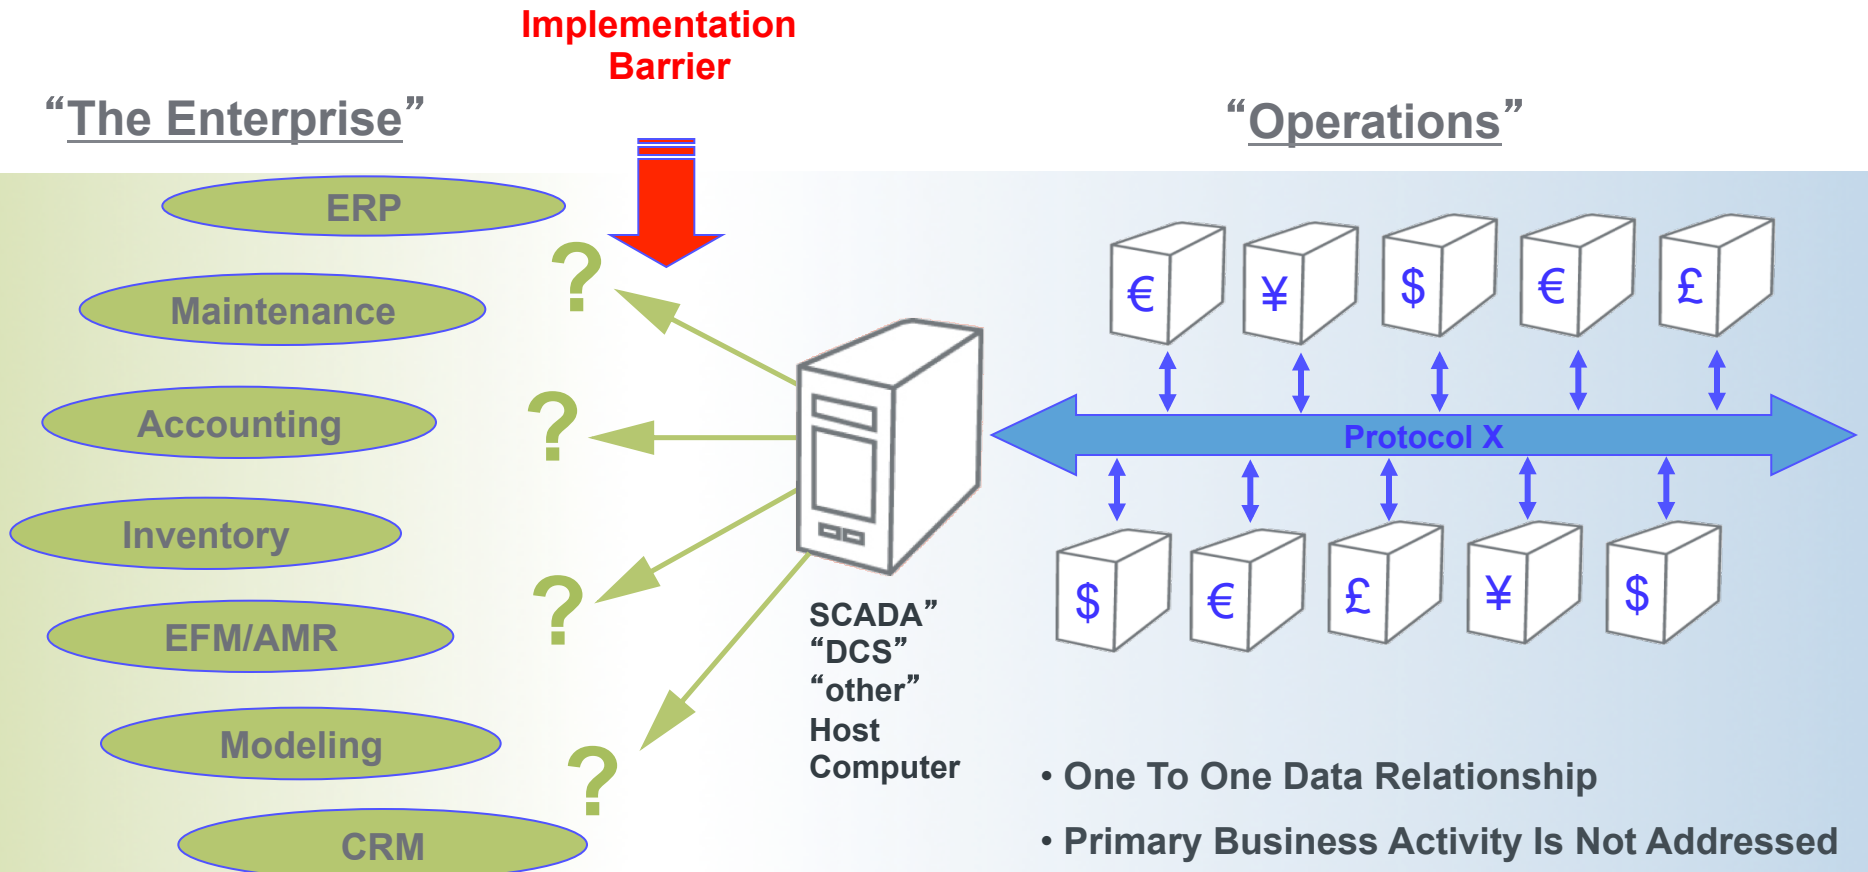 Implementation
Barrier
“The Enterprise”
“Operations”
ERP
Maintenance
Accounting
Inventory
EFM/AMR
Modeling
CRM
?
?
?
?
SCADA”
“DCS”
“other”
Host
Computer
€ ¥ $ € £
Protocol X
$ € £ ¥ $
• One To One Data Relationship
• Primary Business Activity Is Not Addressed